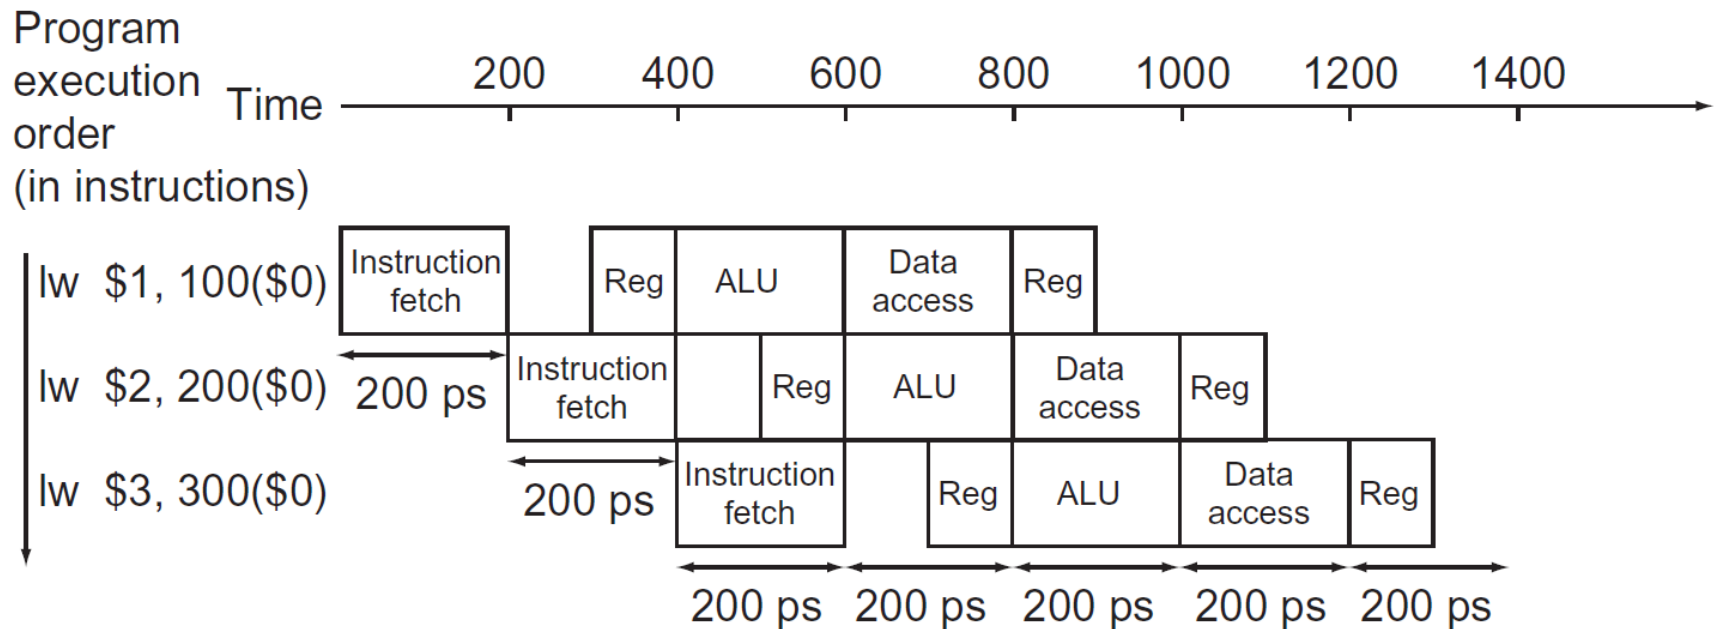 Program
execution
order
(in instructions)
Time
200 400 600 800 1000 1200 1400
lw $1, 100($0)
Instruction
fetch
Reg
ALU
Data
access
Reg
200 ps
lw $2, 200($0)
Instruction
fetch
Reg
ALU
Data
access
Reg
200 ps
lw $3, 300($0)
Instruction
fetch
Reg
ALU
Data
access
Reg
200 ps 200 ps 200 ps 200 ps 200 ps